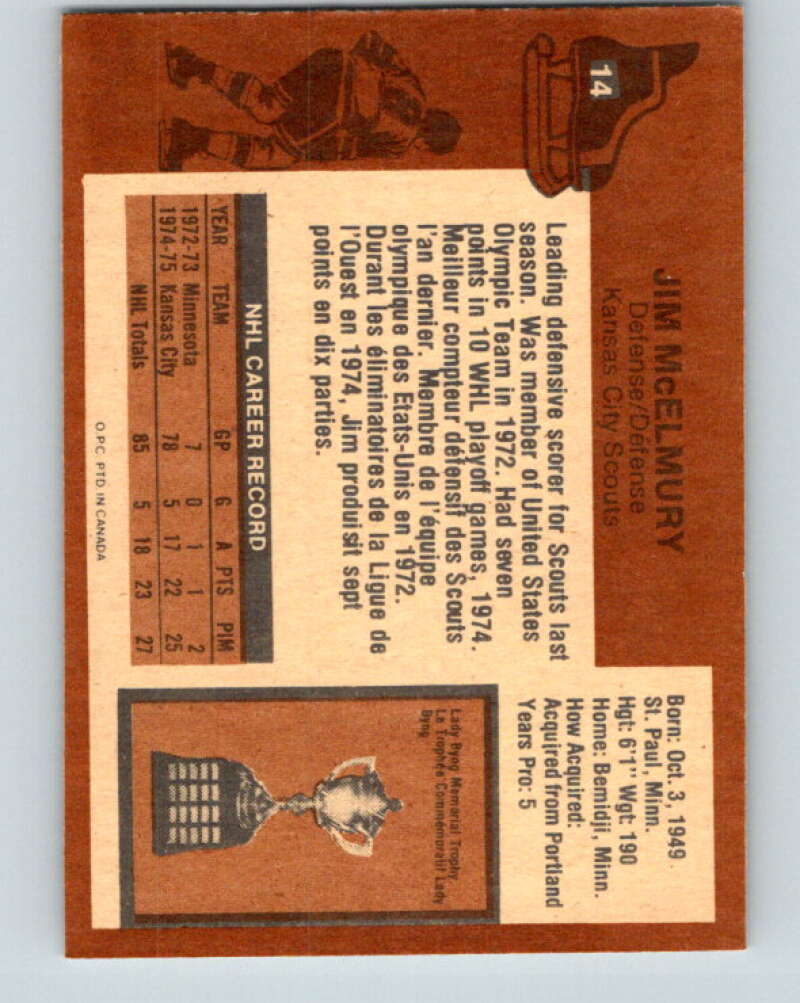 14
JIM McELMURY
Defense/Défense
Kansas City Scouts
Leading defensive scorer for Scouts last
season. Was member of United States
Olympic Team in 1972. Had seven
points in 10 WHL playoff games, 1974.
Meilleur compteur défensif des Scouts
l'an dernier. Membre de l'équipe
olympique des Etats-Unis en 1972.
Durant les éliminatoires de la Ligue de
l'Ouest en 1974, Jim produisit sept
points en dix parties.
Born: Oct. 3, 1949
St. Paul, Minn.
Hgt: 6'1" Wgt: 190
Home: Bemidji, Minn.
How Acquired:
Acquired from Portland
Years Pro: 5
NHL CAREER RECORD
YEAR TEAM GP G A PTS PIM
1972-73 Minnesota 7 0 1 1 2
1974-75 Kansas City 78 5 17 22 25
NHL Totals 85 5 18 23 27
Lady Byng Memorial Trophy
La Trophée Commémoratif Lady
Byng
O.P.C. PTD. IN CANADA